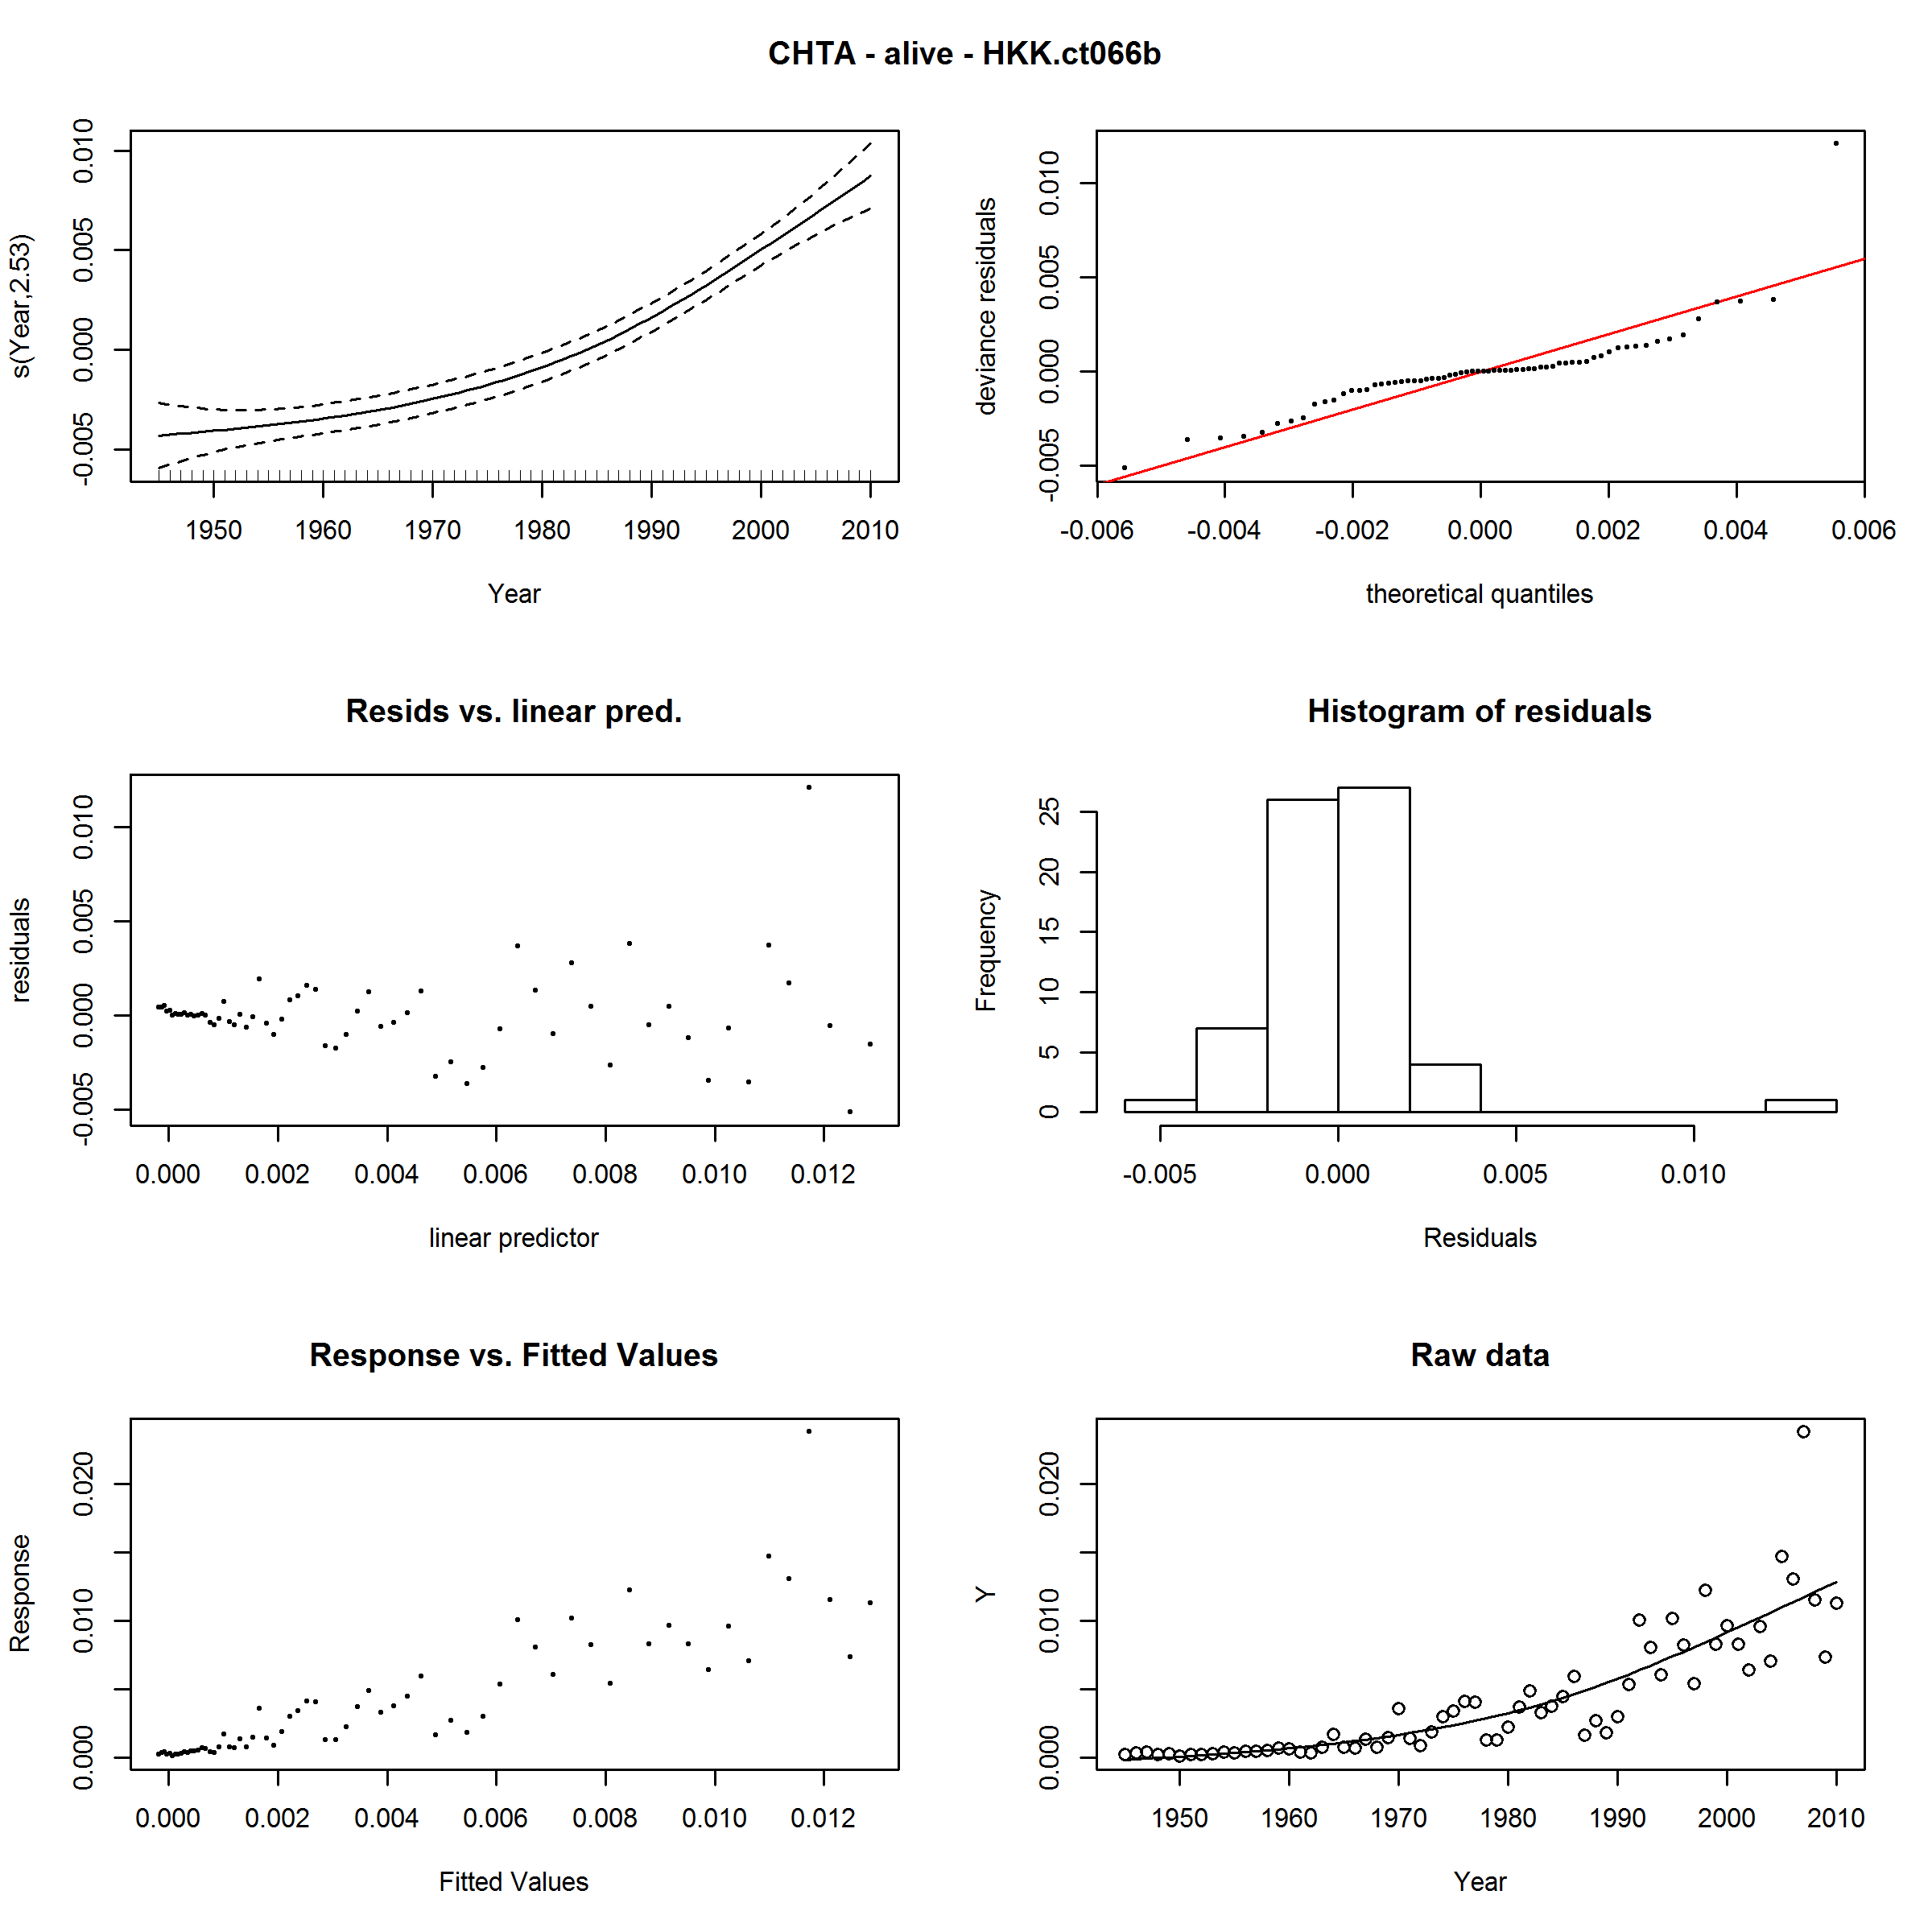 CHTA - alive - HKK.ct066b
s(Year,2.53)
-0.005 0.000 0.005 0.010
1950 1960 1970 1980 1990 2000 2010
Year
deviance residuals
-0.005 0.000 0.005 0.010
-0.006 -0.004 -0.002 0.000 0.002 0.004 0.006
theoretical quantiles
Resids vs. linear pred.
residuals
-0.005 0.000 0.005 0.010
0.000 0.002 0.004 0.006 0.008 0.010 0.012
linear predictor
Histogram of residuals
Frequency
0 5 10 15 20 25
-0.005 0.000 0.005 0.010
Residuals
Response vs. Fitted Values
Response
0.000 0.010 0.020
0.000 0.002 0.004 0.006 0.008 0.010 0.012
Fitted Values
Raw data
Y
0.000 0.010 0.020
1950 1960 1970 1980 1990 2000 2010
Year